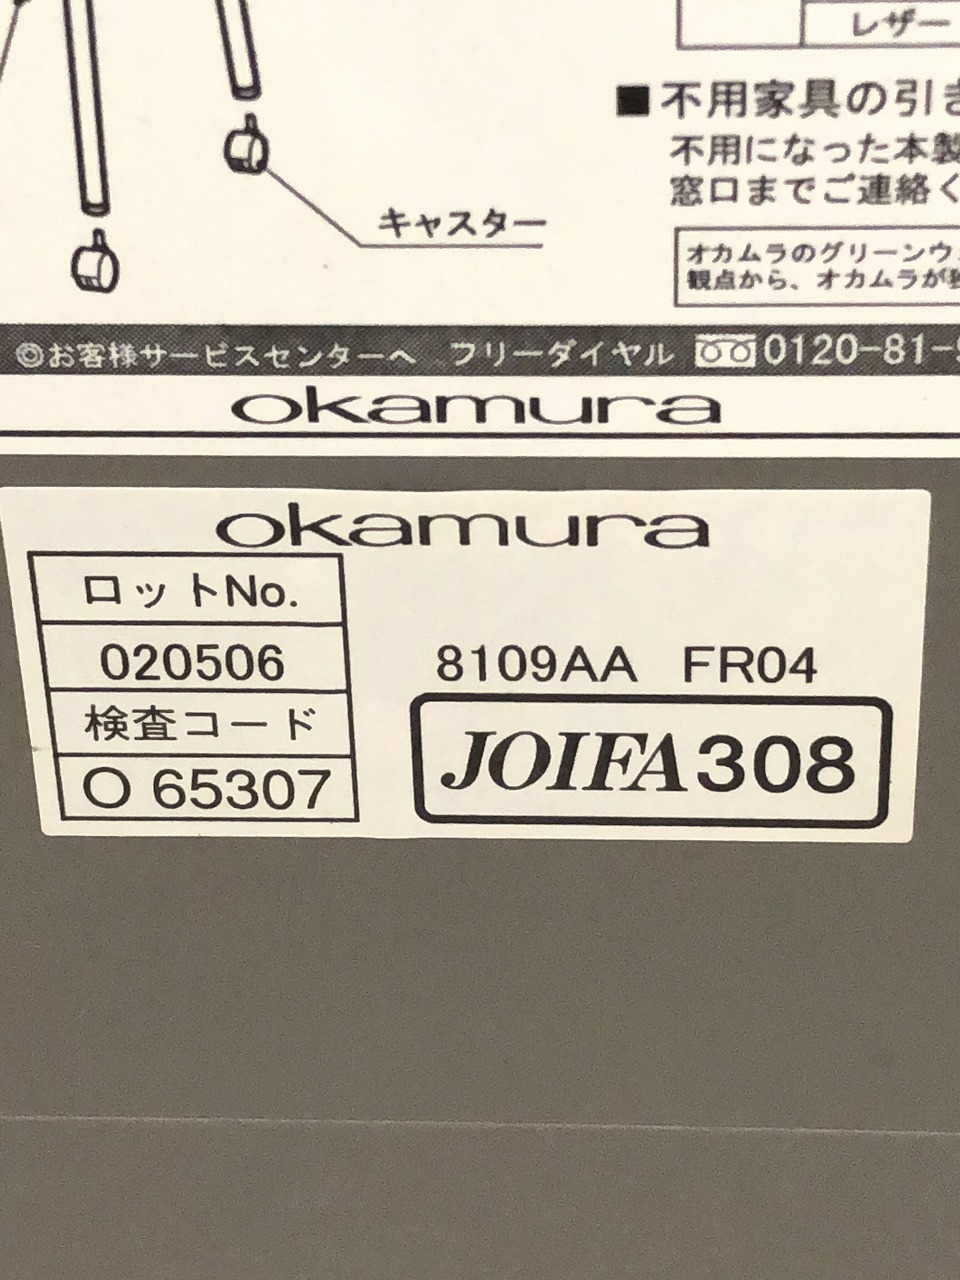 レザー
■不用家具の引き
不用になった本製
窓口までご連絡く
キャスター
オカムラのグリーンウ
観点から、オカムラが独
◎お客様サービスセンターへ フリーダイヤル 0120-81-9
okamura
okamura
ロットNo.
020506
8109AA FR04
検査コード
O 65307
JOIFA308